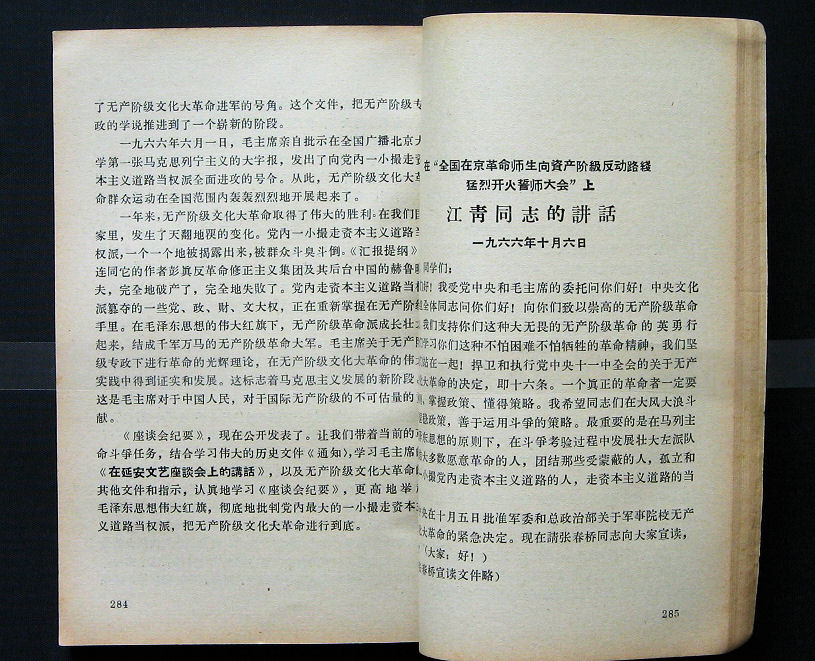 了无产阶级文化大革命进军的号角。这个文件，把无产阶级专
政的学说推进到了一个崭新的阶段。
一九六六年六月一日，毛主席亲自批示在全国广播北京大
学第一张马克思列宁主义的大字报，发出了向党内一小撮走资
本主义道路当权派全面进攻的号令。从此，无产阶级文化大革
命群众运动在全国范围内轰轰烈烈地开展起来了。
一年来，无产阶级文化大革命取得了伟大的胜利。在我们国
家里，发生了天翻地覆的变化。党内一小撮走资本主义道路当
权派，一个一个地被揭露出来，被群众斗臭斗倒。《汇报提纲》
连同它的作者彭真反革命修正主义集团及其后台中国的赫鲁晓
夫，完全地破产了，完全地失败了。党内走资本主义道路当权
派篡夺的一些党、政、财、文大权，正在重新掌握在无产阶级
手里。在毛泽东思想的伟大红旗下，无产阶级革命派成长壮大
起来，结成千军万马的无产阶级革命大军。毛主席关于无产阶
级专政下进行革命的光辉理论，在无产阶级文化大革命的伟大
实践中得到证实和发展。这标志着马克思主义发展的新阶段。
这是毛主席对于中国人民，对于国际无产阶级的不可估量的
献。
《座谈会纪要》，现在公开发表了。让我们带着当前的
命斗爭任务，结合学习伟大的历史文件《通知》，学习毛主席
《在延安文艺座談会上的講話》，以及无产阶级文化大革命
其他文件和指示，认真地学习《座谈会纪要》，更高地举
毛泽东思想伟大红旗，彻底地批判党内最大的一小撮走资本
义道路当权派，把无产阶级文化大革命进行到底。
284
在“全国在京革命师生向資产阶級反动路綫
猛烈开火誓师大会”上
江靑同志的講話
一九六六年十月六日
同学们：
好！我受党中央和毛主席的委托问你们好！中央文化
全体同志问你们好！向你们致以崇高的无产阶级革命
我们支持你们这种大无畏的无产阶级革命的英勇行
学习你们这种不怕困难不怕牺牲的革命精神，我们坚
站在一起！捍卫和执行党中央十一中全会的关于无产
大革命的决定，即十六条。一个真正的革命者一定要
掌握政策、懂得策略。我希望同志们在大风大浪斗
政策，善于运用斗爭的策略。最重要的是在马列主
东思想的原则下，在斗爭考验过程中发展壮大左派队
大多数愿意革命的人，团结那些受蒙蔽的人，孤立和
小撮党内走资本主义道路的人，走资本主义道路的当
央在十月五日批准军委和总政治部关于军事院校无产
大革命的紧急决定。现在請张春桥同志向大家宣读，
（大家：好！）
春桥宣读文件略）
285